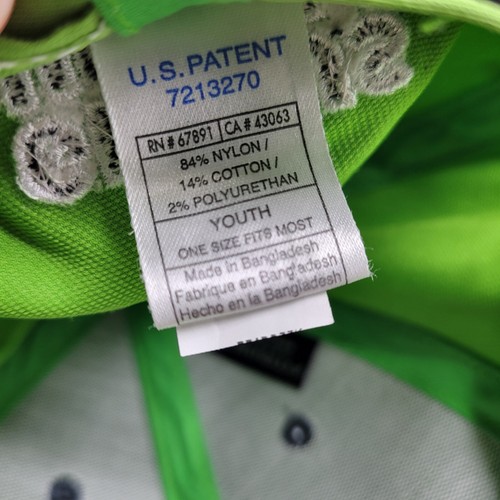 U.S. PATENT
7213270
RN # 67891 CA # 43063
84% NYLON /
14% COTTON /
2% POLYURETHAN
YOUTH
ONE SIZE FITS MOST
Made in Bangladesh
Fabrique en Bangladesh
Hecho en la Bangladesh